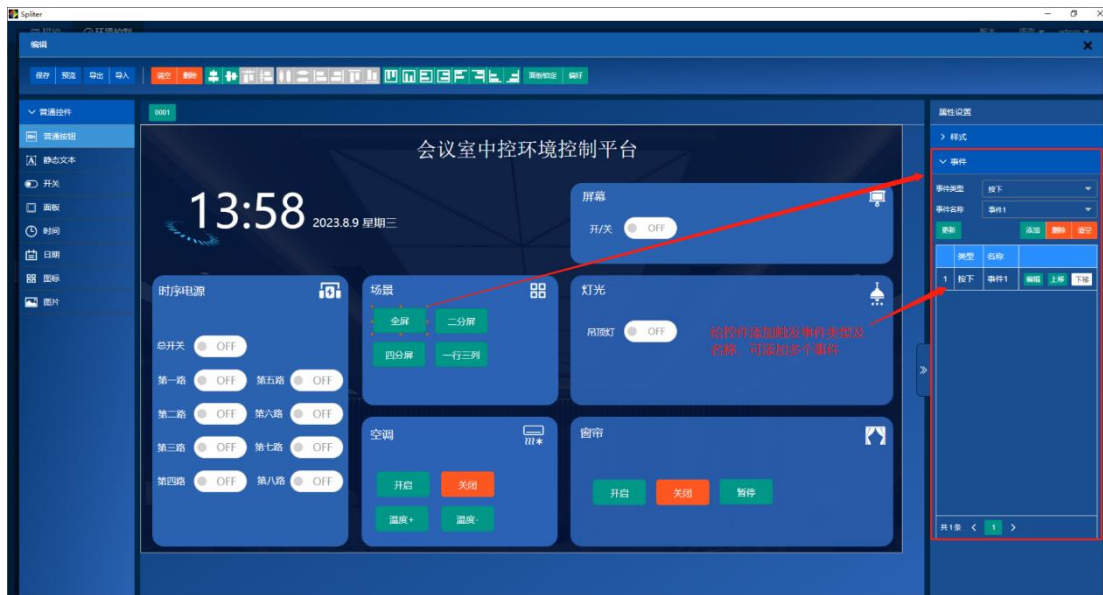 Spliter
环境控制
admin
编辑
保存 预览 导出 导入 清空 删除 面板锁定 偏好
普通控件
0001
属性设置
普通按钮
样式
静态文本
事件
开关
事件类型 按下
面板
事件名称 事件1
时间
更新 添加 删除 清空
日期
类型 名称
图标
1 按下 事件1 编辑 上移 下移
图片
会议室中控环境控制平台
13:58 2023.8.9 星期三
屏幕
开/关 OFF
时序电源
总开关 OFF
第一路 OFF 第五路 OFF
第二路 OFF 第六路 OFF
第三路 OFF 第七路 OFF
第四路 OFF 第八路 OFF
场景
全屏 二分屏
四分屏 一行三列
灯光
吊顶灯 OFF
给控件添加触发事件类型及
名称，可添加多个事件
空调
开启 关闭
温度+ 温度-
窗帘
开启 关闭 暂停
共1条 < 1 >